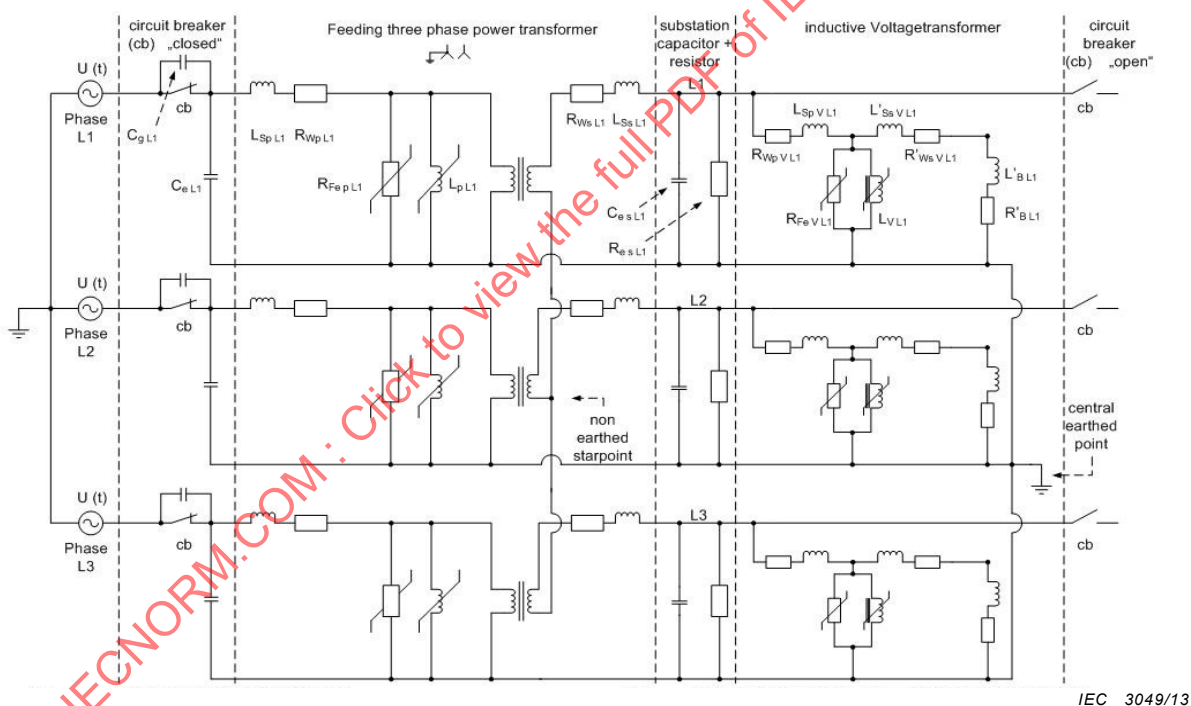 circuit breaker
(cb) „closed"
Feeding three phase power transformer
substation
capacitor +
resistor
inductive Voltagetransformer
circuit
breaker
(cb) „open"
U (t)
Phase
L1
cb
C g L1
C e L1
L Sp L1
R Wp L1
R Fe p L1
L p L1
R Ws L1
L Ss L1
L1
C e s L1
R e s L1
L Sp V L1
L' Ss V L1
R Wp V L1
R' Ws V L1
R Fe V L1
L V L1
L' B L1
R' B L1
cb
U (t)
Phase
L2
cb
L2
cb
non
earthed
starpoint
central
earthed
point
U (t)
Phase
L3
cb
L3
cb
IECNORM.COM : Click to view the full PDF of IE
IEC 3049/13